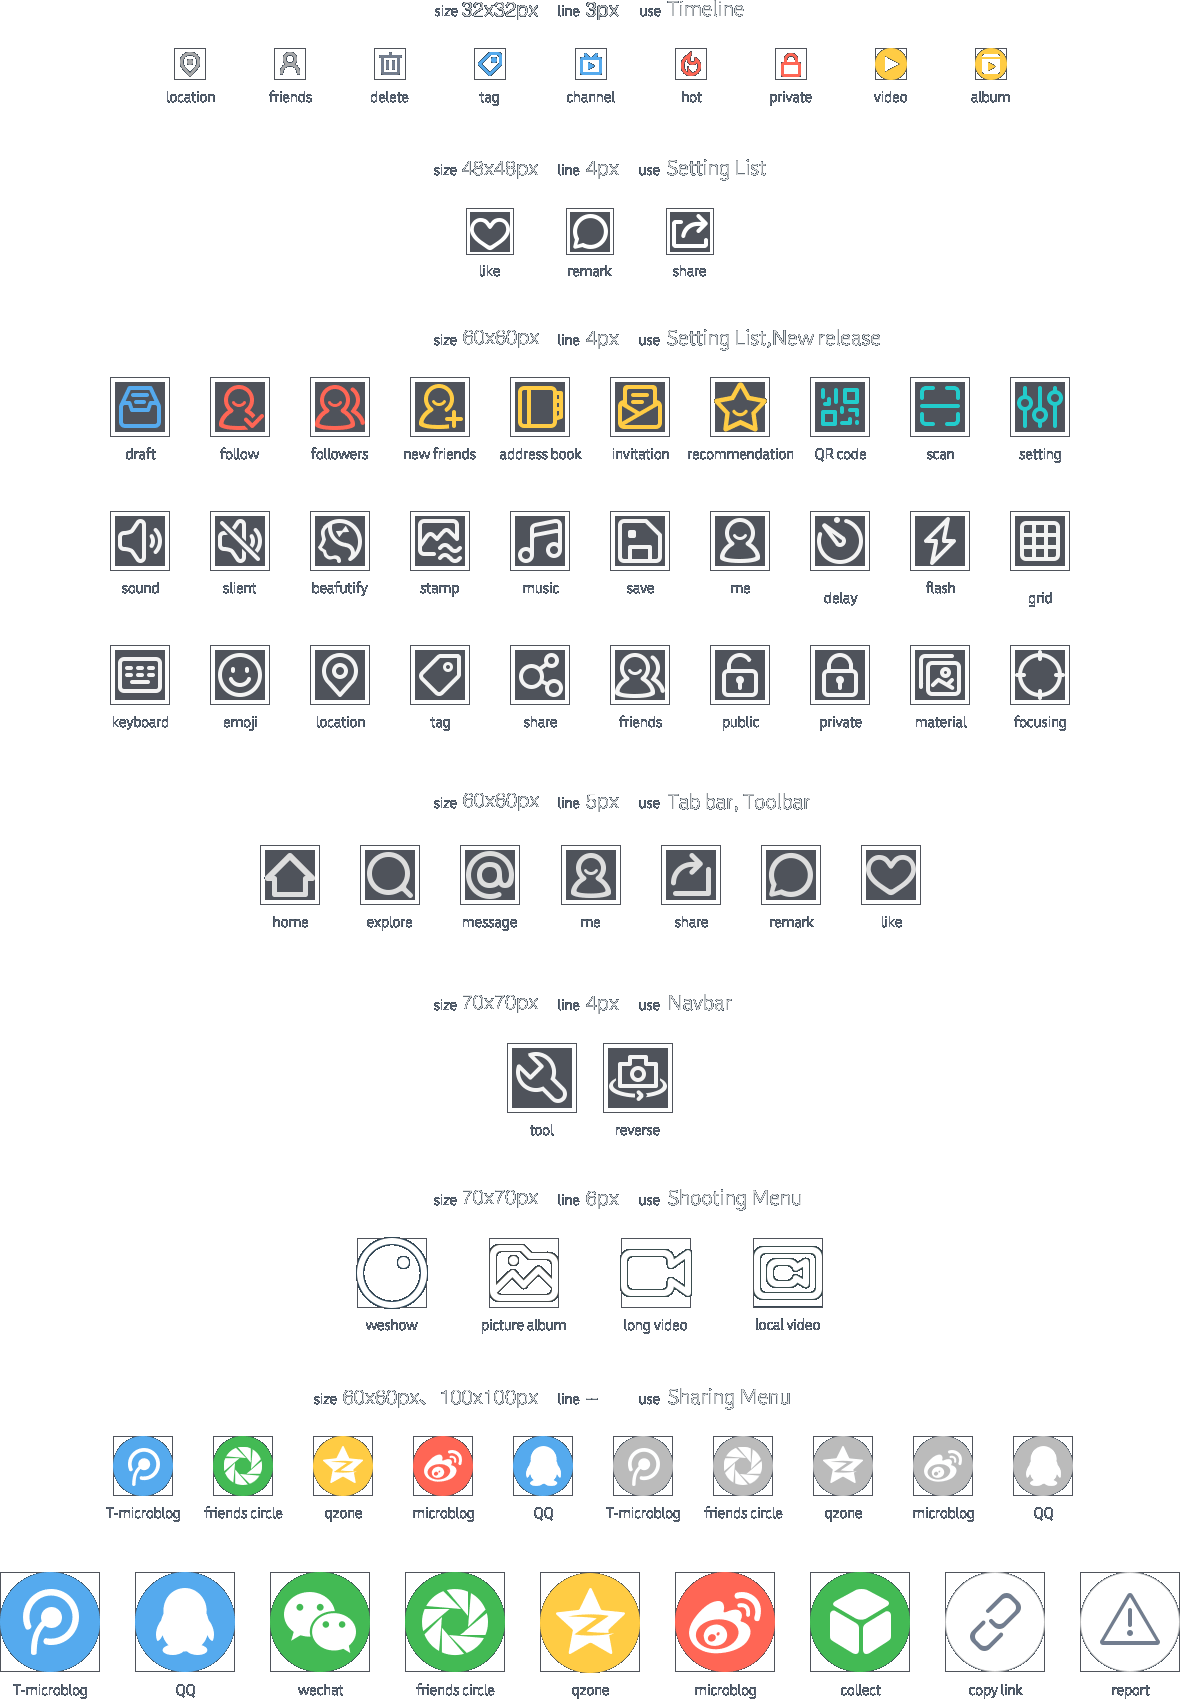 size 32x32px line 3px use Timeline
location friends delete tag channel hot private video album
size 48x48px line 4px use Setting List
like remark share
size 60x60px line 4px use Setting List,New release
draft follow followers new friends address book invitation recommendation QR code scan setting
sound slient beafutify stamp music save me delay flash grid
keyboard emoji location tag share friends public private material focusing
size 60x60px line 5px use Tab bar, Toolbar
home explore message me share remark like
size 70x70px line 4px use Navbar
tool reverse
size 70x70px line 6px use Shooting Menu
weshow picture album long video local video
size 60x60px、 100x100px line — use Sharing Menu
T-microblog friends circle qzone microblog QQ T-microblog friends circle qzone microblog QQ
T-microblog QQ wechat friends circle qzone microblog collect copy link report